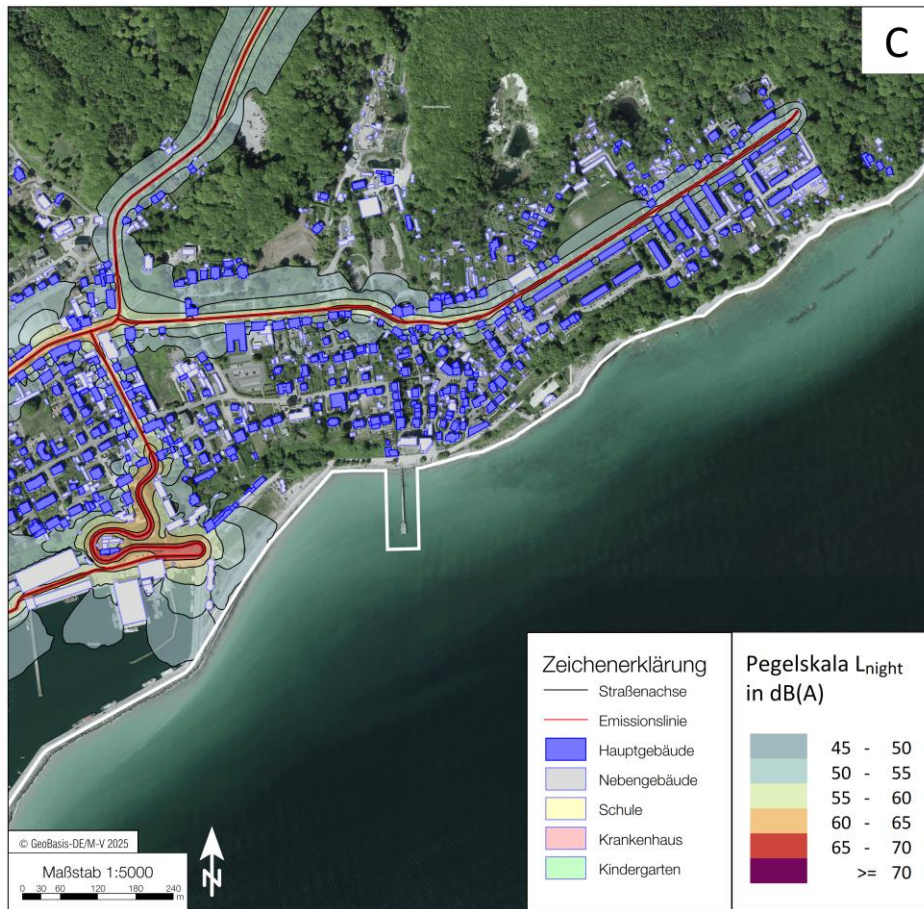 C
Zeichenerklärung
Straßenachse
Emissionslinie
Hauptgebäude
Nebengebäude
Schule
Krankenhaus
Kindergarten
Pegelskala Lnight
in dB(A)
45 - 50
50 - 55
55 - 60
60 - 65
65 - 70
>= 70
© GeoBasis-DE/M-V 2025
Maßstab 1:5000
0 30 60 120 180 240
m
N